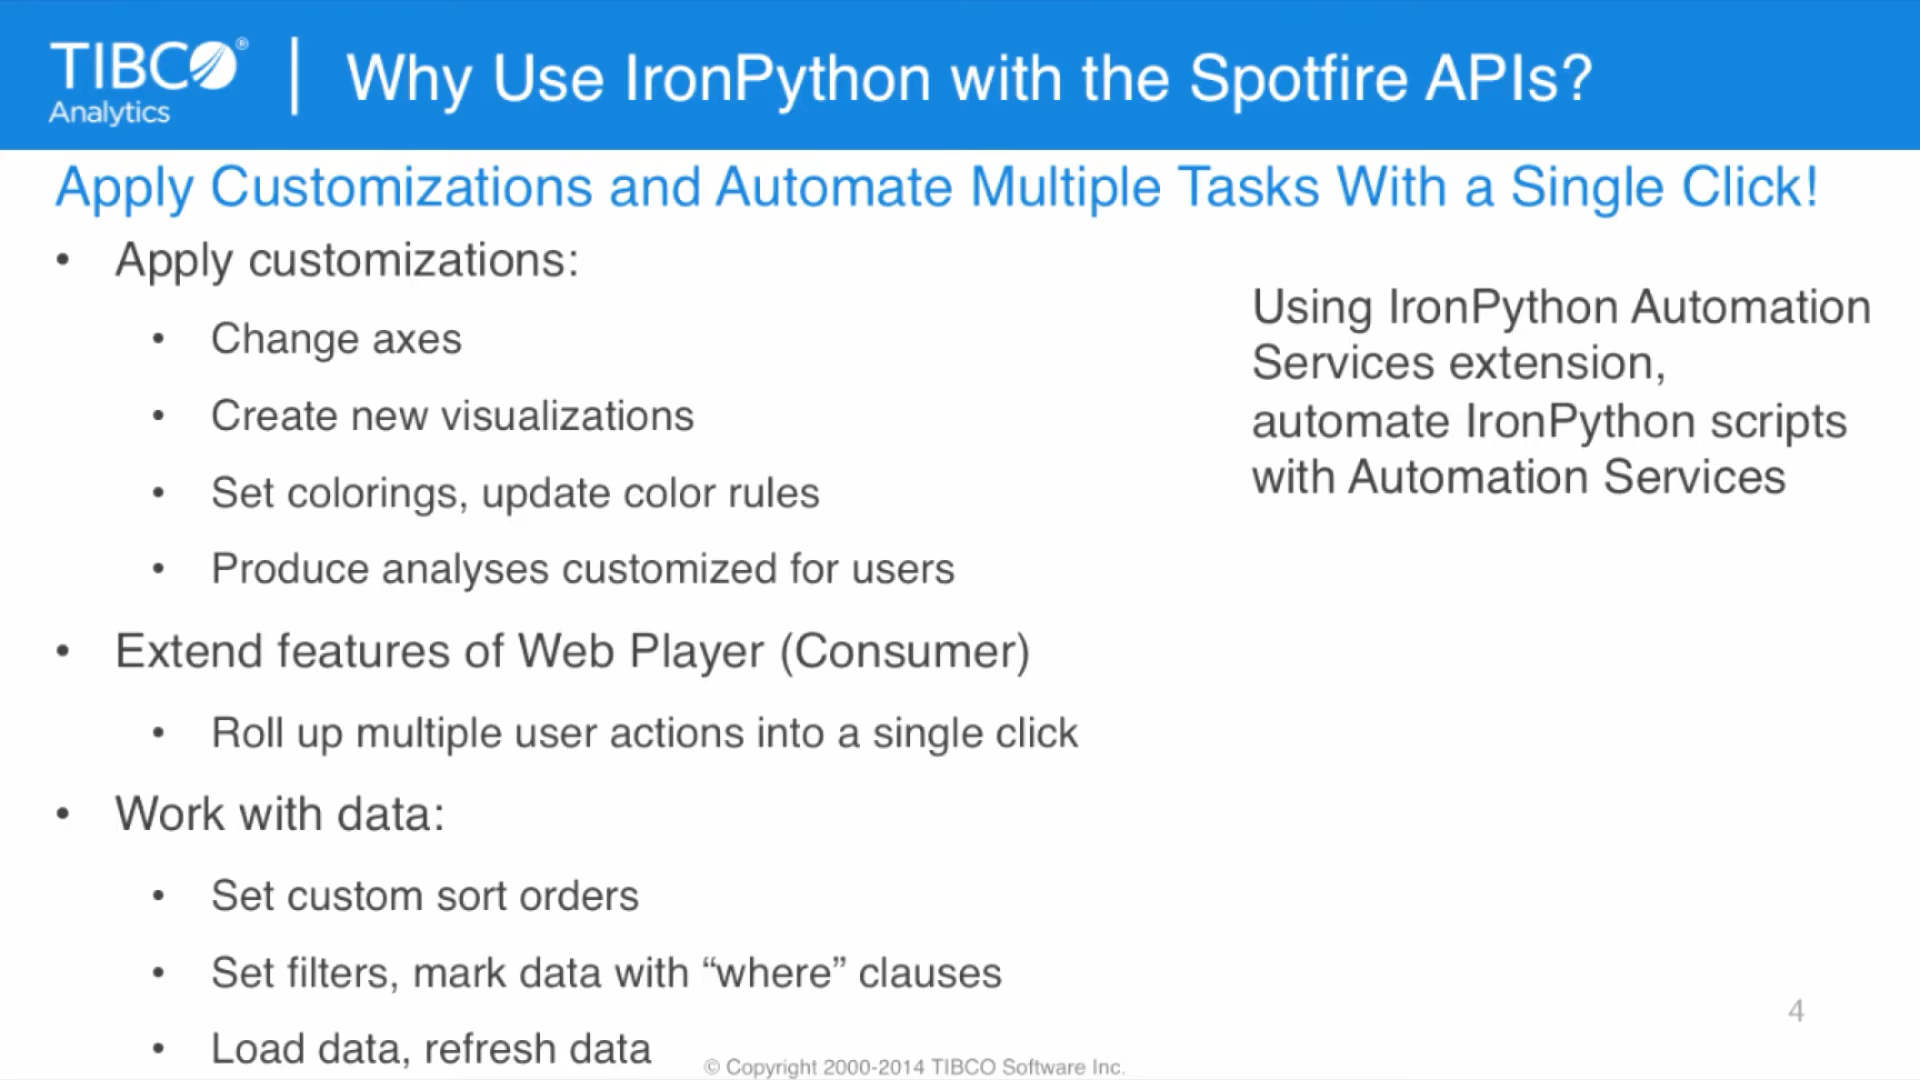 TIBCO®
Analytics
Why Use IronPython with the Spotfire APIs?
Apply Customizations and Automate Multiple Tasks With a Single Click!
• Apply customizations:
• Change axes
• Create new visualizations
• Set colorings, update color rules
• Produce analyses customized for users
• Extend features of Web Player (Consumer)
• Roll up multiple user actions into a single click
• Work with data:
• Set custom sort orders
• Set filters, mark data with “where” clauses
• Load data, refresh data
Using IronPython Automation
Services extension,
automate IronPython scripts
with Automation Services
4
© Copyright 2000-2014 TIBCO Software Inc.